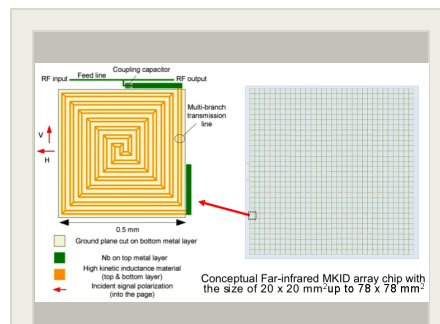 Coupling capacitor
RF input
Feed line
RF output
Multi-branch
transmission
line
V
H
0.5 mm
Ground plane cut on bottom metal layer
Nb on top metal layer
High kinetic inductance material
(top & bottom layer)
Incident signal polarization
(into the page)
Conceptual Far-infrared MKID array chip with
the size of 20 x 20 mm² up to 78 x 78 mm²